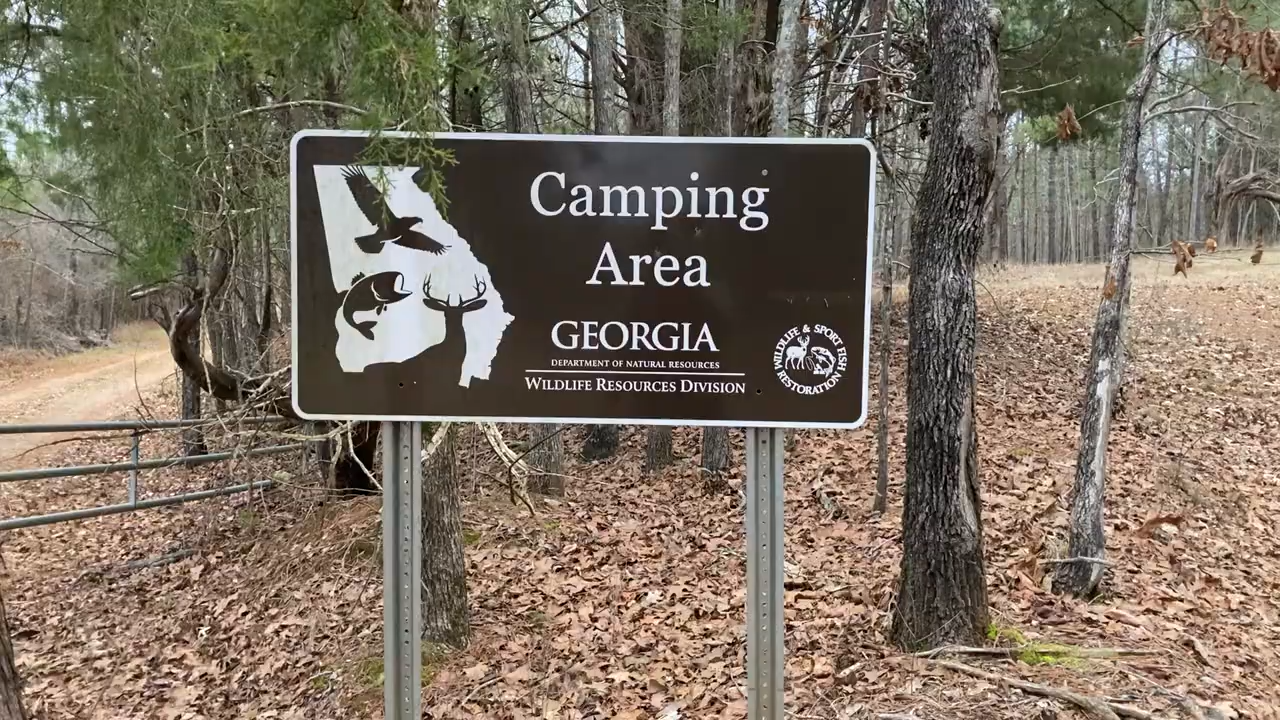 Camping
Area
GEORGIA
DEPARTMENT OF NATURAL RESOURCES
WILDLIFE RESOURCES DIVISION
WILDLIFE & SPORT FISH
RESTORATION